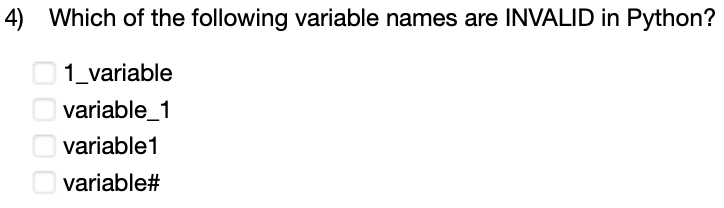 4) Which of the following variable names are INVALID in Python?
1_variable
variable_1
variable1
variable#